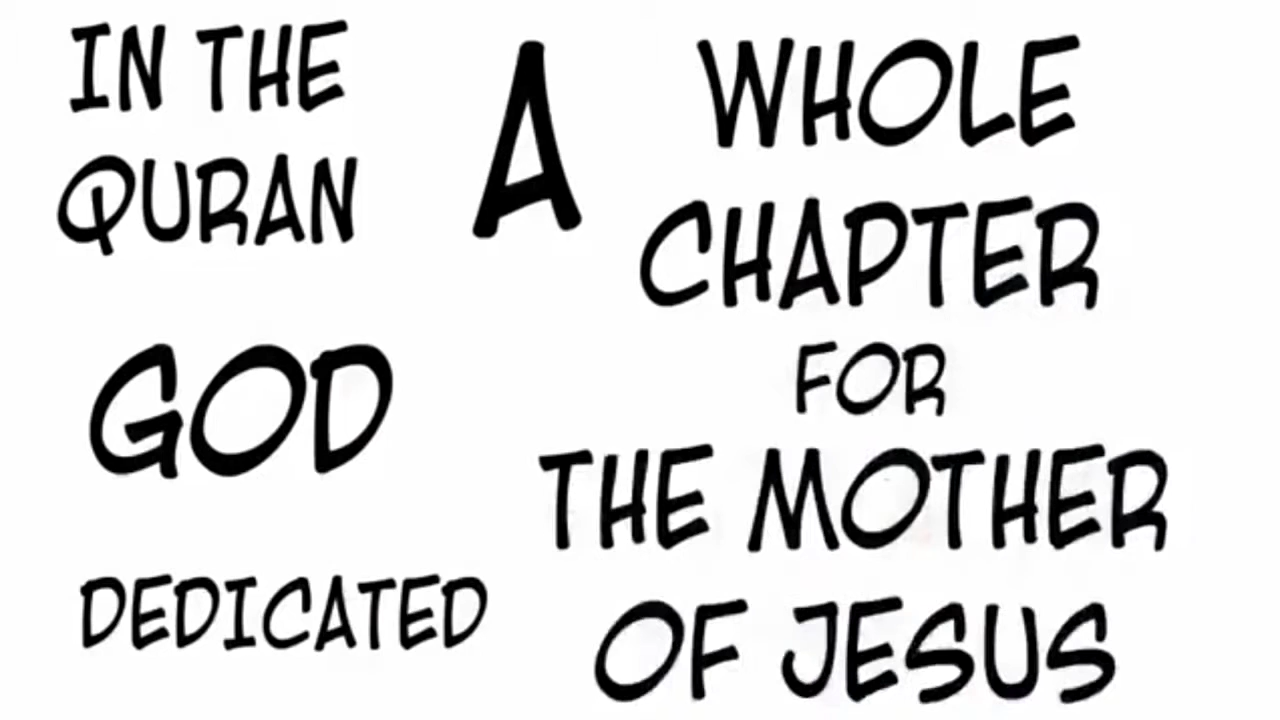 IN THE
QURAN
GOD
DEDICATED
A
WHOLE
CHAPTER
FOR
THE MOTHER
OF JESUS